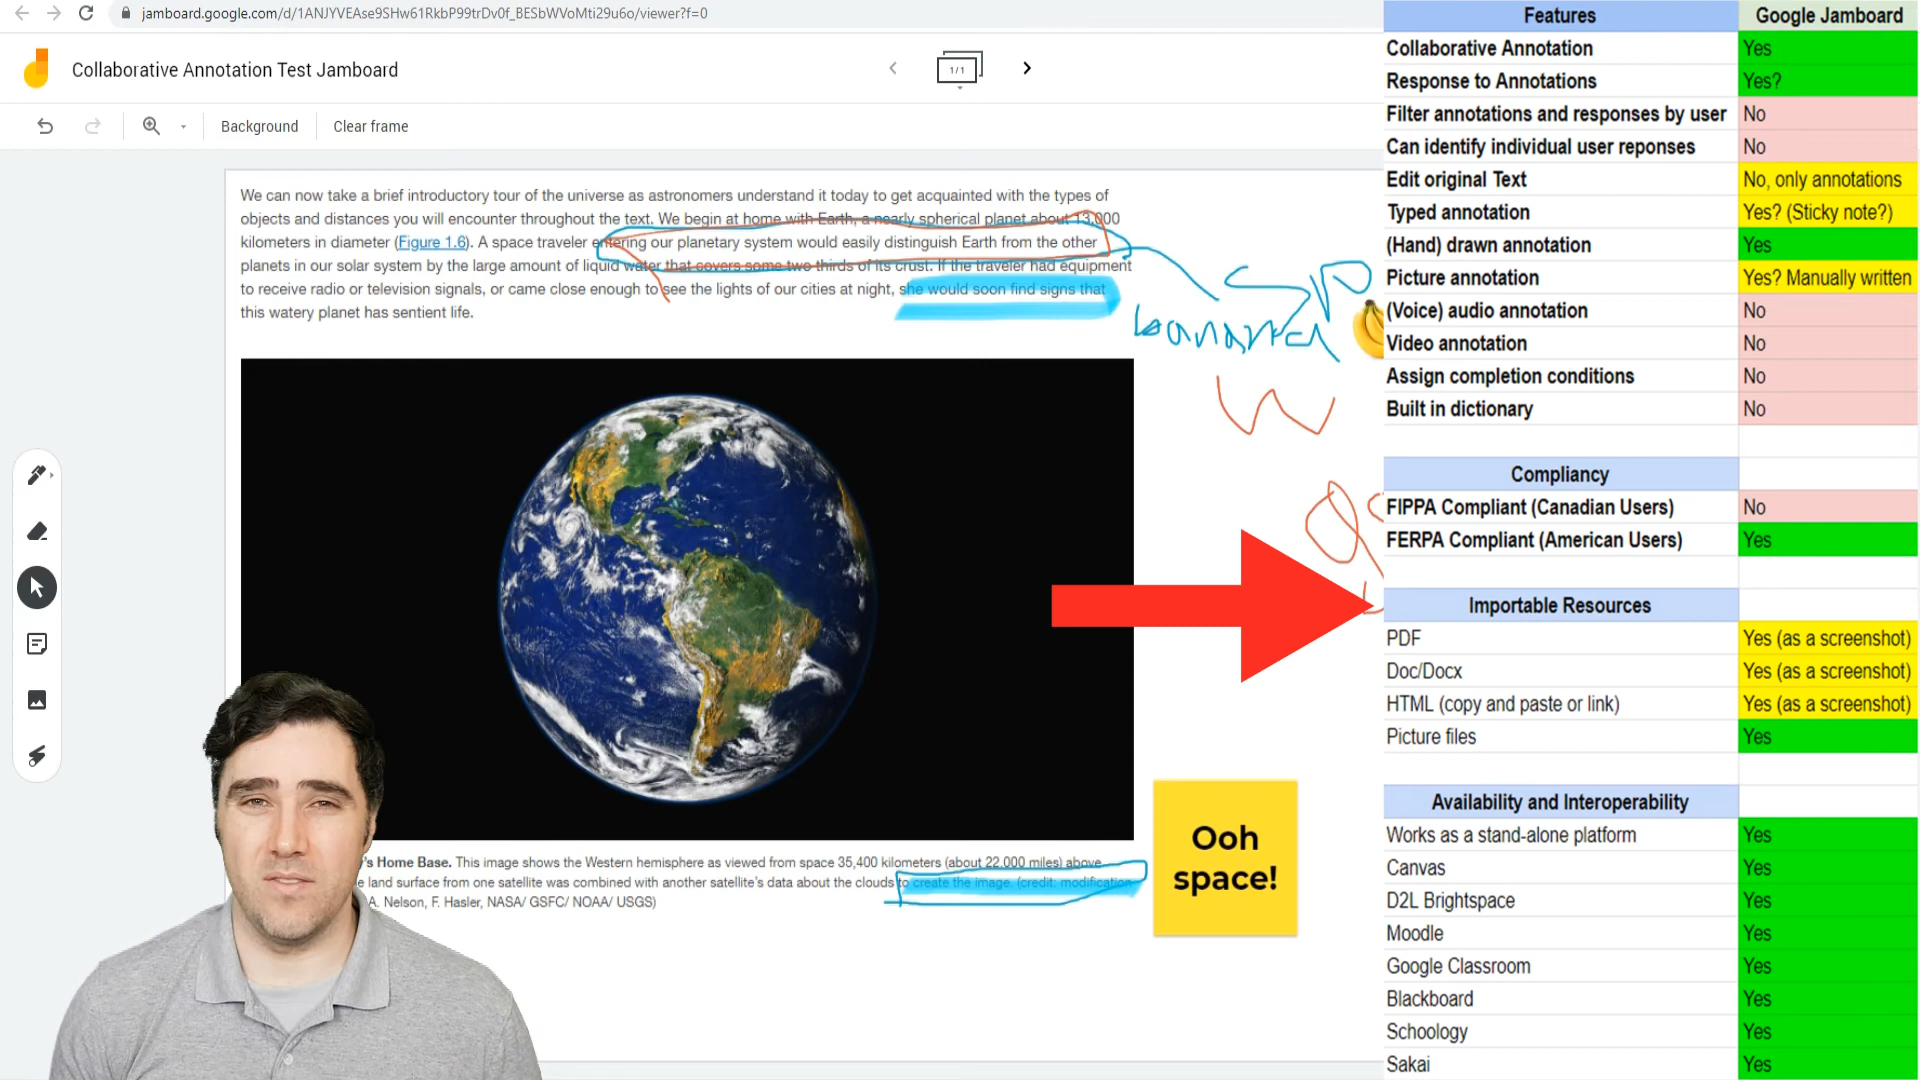 jamboard.google.com/d/1ANJYVEAse9SHw61RkbP99trDv0f_BESbWVoMti29u6o/viewer?f=0
Collaborative Annotation Test Jamboard
1/1
Background
Clear frame
We can now take a brief introductory tour of the universe as astronomers understand it today to get acquainted with the types of
objects and distances you will encounter throughout the text. We begin at home with Earth, a nearly spherical planet about 13,000
kilometers in diameter (Figure 1.6). A space traveler entering our planetary system would easily distinguish Earth from the other
planets in our solar system by the large amount of liquid water that covers some two thirds of its crust. If the traveler had equipment
to receive radio or television signals, or came close enough to see the lights of our cities at night, she would soon find signs that
this watery planet has sentient life.
Ooh
space!
's Home Base. This image shows the Western hemisphere as viewed from space 35,400 kilometers (about 22,000 miles) above
e land surface from one satellite was combined with another satellite's data about the clouds to create the image. (credit: modification
A. Nelson, F. Hasler, NASA/ GSFC/ NOAA/ USGS)
Features Google Jamboard
Collaborative Annotation Yes
Response to Annotations Yes?
Filter annotations and responses by user No
Can identify individual user reponses No
Edit original Text No, only annotations
Typed annotation Yes? (Sticky note?)
(Hand) drawn annotation Yes
Picture annotation Yes? Manually written
(Voice) audio annotation No
Video annotation No
Assign completion conditions No
Built in dictionary No
Compliancy
FIPPA Compliant (Canadian Users) No
FERPA Compliant (American Users) Yes
Importable Resources
PDF Yes (as a screenshot)
Doc/Docx Yes (as a screenshot)
HTML (copy and paste or link) Yes (as a screenshot)
Picture files Yes
Availability and Interoperability
Works as a stand-alone platform Yes
Canvas Yes
D2L Brightspace Yes
Moodle Yes
Google Classroom Yes
Blackboard Yes
Schoology Yes
Sakai Yes